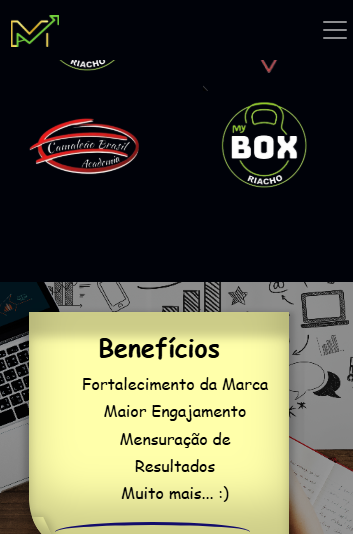 RIACHO
Camaleão Brasil
Academia
My
BOX
RIACHO
Benefícios
Fortalecimento da Marca
Maior Engajamento
Mensuração de
Resultados
Muito mais... :)